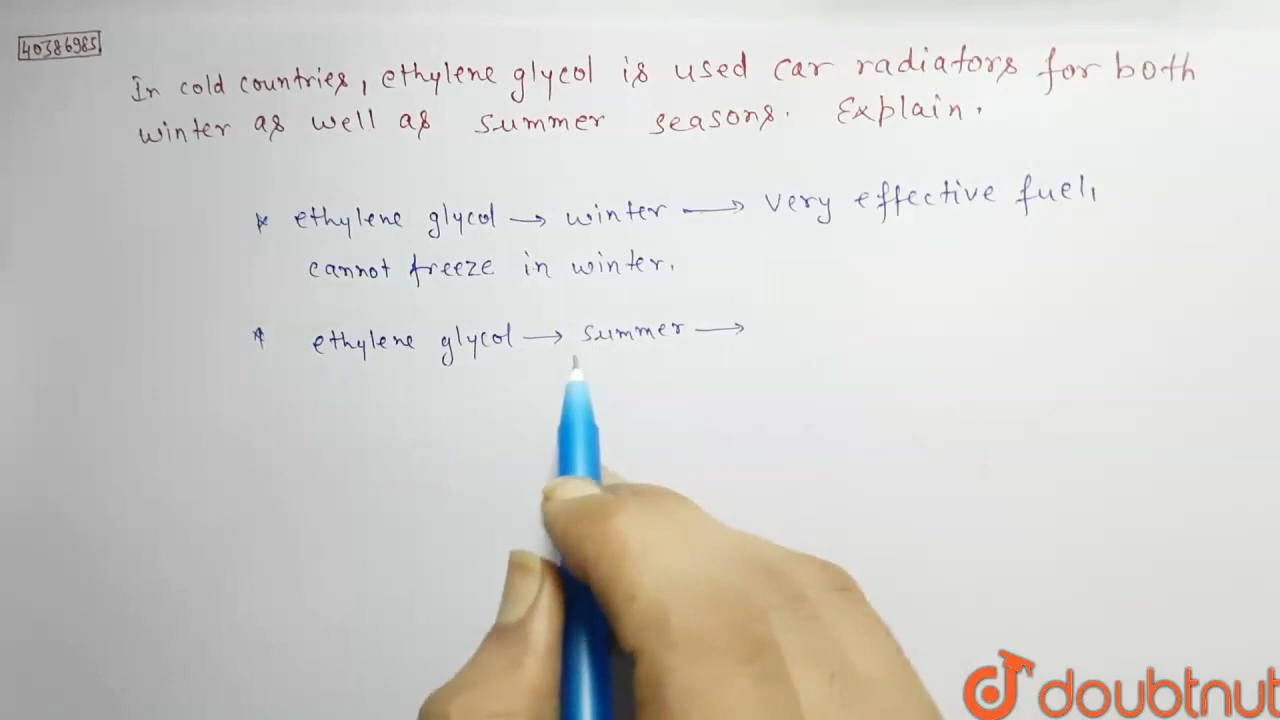 40386985
In cold countries, ethylene glycol is used car radiators for both
winter as well as summer seasons. Explain.
* ethylene glycol → winter → very effective fuel,
cannot freeze in winter.
* ethylene glycol → summer →
doubtnut